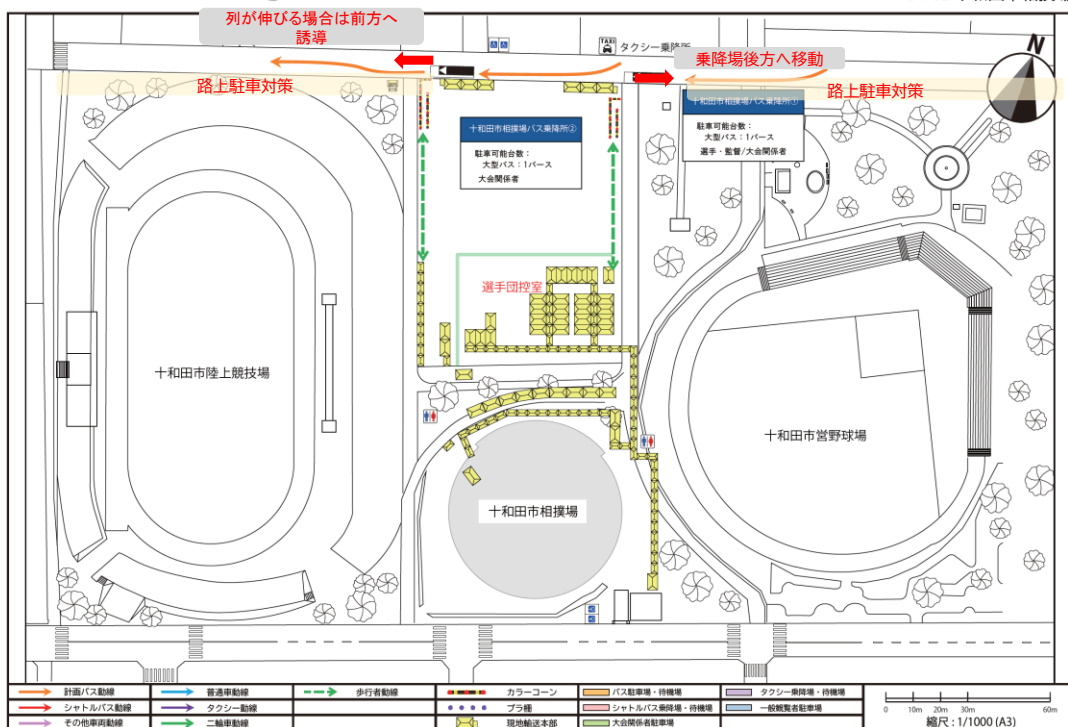 列が伸びる場合は前方へ
誘導
TAXI
タクシー乗降所
乗降場後方へ移動
N
路上駐車対策
路上駐車対策
十和田市相撲場バス乗降所②
駐車可能台数：
大型バス：1バース
大会関係者
十和田市相撲場バス乗降所①
駐車可能台数：
大型バス：1バース
選手・監督/大会関係者
選手団控室
十和田市陸上競技場
十和田市営野球場
十和田市相撲場
計画バス動線
普通車動線
歩行者動線
カラーコーン
バス駐車場・待機場
タクシー乗降場・待機場
シャトルバス動線
タクシー動線
プラ柵
シャトルバス乗降場・待機場
一般観覧者駐車場
その他車両動線
二輪車動線
現地輸送本部
大会関係者駐車場
0 10m 20m 30m 60m
縮尺：1/1000 (A3)